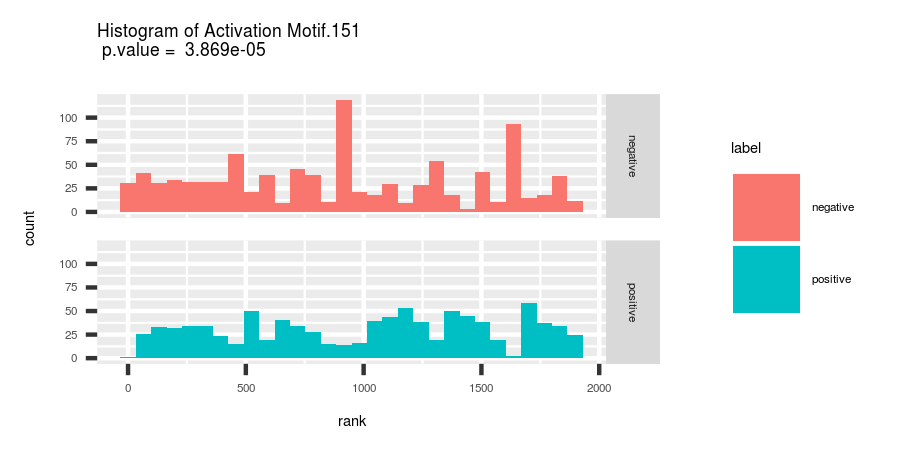 Histogram of Activation Motif.151
p.value = 3.869e-05
count
100
75
50
25
0
negative
100
75
50
25
0
positive
0 500 1000 1500 2000
rank
label
negative
positive